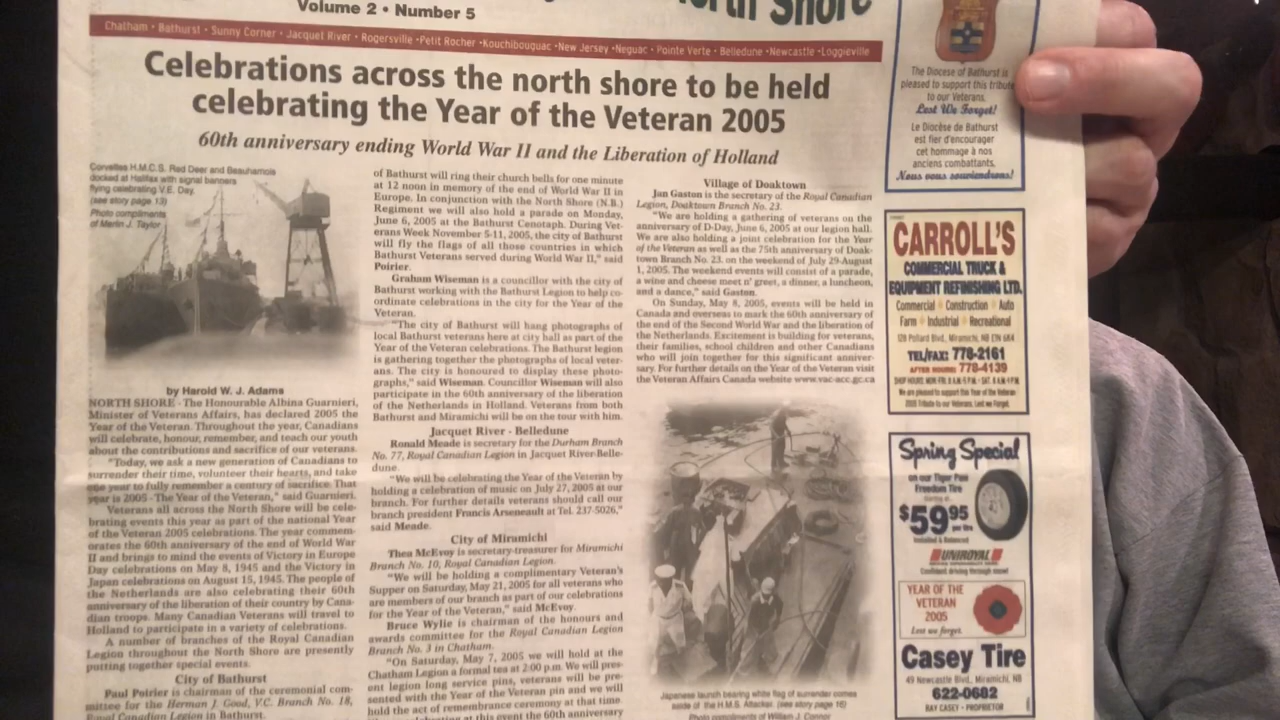 Volume 2 • Number 5
North Shore
Chatham • Bathurst • Sunny Corner • Jacquet River • Rogersville •Petit Rocher •Kouchibouguac •New Jersey •Neguac • Pointe Verte • Belledune •Newcastle •Loggieville
Celebrations across the north shore to be held
celebrating the Year of the Veteran 2005
60th anniversary ending World War II and the Liberation of Holland
Corvettes H.M.C.S. Red Deer and Beauharnois
docked at Halifax with signal banners
flying celebrating V.E. Day.
(see story page 13)
Photo compliments
of Merlin J. Taylor
by Harold W. J. Adams
NORTH SHORE - The Honourable Albina Guarnieri,
Minister of Veterans Affairs, has declared 2005 the
Year of the Veteran. Throughout the year, Canadians
will celebrate, honour, remember, and teach our youth
about the contributions and sacrifice of our veterans.
"Today, we ask a new generation of Canadians to
surrender their time, volunteer their hearts, and take
one year to fully remember a century of sacrifice. That
year is 2005 - The Year of the Veteran," said Guarnieri.
Veterans all across the North Shore will be cele-
brating events this year as part of the national Year
of the Veteran 2005 celebrations. The year commem-
orates the 60th anniversary of the end of World War
II and brings to mind the events of Victory in Europe
Day celebrations on May 8, 1945 and the Victory in
Japan celebrations on August 15, 1945. The people of
the Netherlands are also celebrating their 60th
anniversary of the liberation of their country by Cana-
dian troops. Many Canadian Veterans will travel to
Holland to participate in a variety of celebrations.
A number of branches of the Royal Canadian
Legion throughout the North Shore are presently
putting together special events.
City of Bathurst
Paul Poirier is chairman of the ceremonial com-
mittee for the Herman J. Good, V.C. Branch No. 18,
Royal Canadian Legion in Bathurst.
of Bathurst will ring their church bells for one minute
at 12 noon in memory of the end of World War II in
Europe. In conjunction with the North Shore (N.B.)
Regiment we will also hold a parade on Monday,
June 6, 2005 at the Bathurst Cenotaph. During Vet-
erans Week November 5-11, 2005, the city of Bathurst
will fly the flags of all those countries in which
Bathurst Veterans served during World War II," said
Poirier.
Graham Wiseman is a councillor with the city of
Bathurst working with the Bathurst Legion to help co-
ordinate celebrations in the city for the Year of the
Veteran.
"The city of Bathurst will hang photographs of
local Bathurst veterans here at city hall as part of the
Year of the Veteran celebrations. The Bathurst legion
is gathering together the photographs of local veter-
ans. The city is honoured to display these photo-
graphs," said Wiseman. Councillor Wiseman will also
participate in the 60th anniversary of the liberation
of the Netherlands in Holland. Veterans from both
Bathurst and Miramichi will be on the tour with him.
Jacquet River - Belledune
Ronald Meade is secretary for the Durham Branch
No. 77, Royal Canadian Legion in Jacquet River-Belle-
dune.
"We will be celebrating the Year of the Veteran by
holding a celebration of music on July 27, 2005 at our
branch. For further details veterans should call our
branch president Francis Arseneault at Tel. 237-5026,"
said Meade.
City of Miramichi
Thea McEvoy is secretary-treasurer for Miramichi
Branch No. 10, Royal Canadian Legion.
"We will be holding a complimentary Veteran's
Supper on Saturday, May 21, 2005 for all veterans who
are members of our branch as part of our celebrations
for the Year of the Veteran," said McEvoy.
Bruce Wylie is chairman of the honours and
awards committee for the Royal Canadian Legion
Branch No. 3 in Chatham.
"On Saturday, May 7, 2005 we will hold at the
Chatham Legion a formal tea at 2:00 p.m. We will pres-
ent legion long service pins, veterans will be pre-
sented with the Year of the Veteran pin and we will
hold the act of remembrance ceremony at that time
at this event the 60th anniversary
Village of Doaktown
Jan Gaston is the secretary of the Royal Canadian
Legion, Doaktown Branch No. 23.
"We are holding a gathering of veterans on the
anniversary of D-Day, June 6, 2005 at our legion hall.
We are also holding a joint celebration for the Year
of the Veteran as well as the 75th anniversary of Doak-
town Branch No. 23. on the weekend of July 29-August
1, 2005. The weekend events will consist of a parade,
a wine and cheese meet n' greet, a dinner, a luncheon,
and a dance," said Gaston.
On Sunday, May 8, 2005, events will be held in
Canada and overseas to mark the 60th anniversary of
the end of the Second World War and the liberation of
the Netherlands. Excitement is building for veterans,
their families, school children and other Canadians
who will join together for this significant anniver-
sary. For further details on the Year of the Veteran visit
the Veteran Affairs Canada website www.vac-acc.gc.ca
Japanese launch bearing white flag of surrender comes
aside of the H.M.S. Attacker. (see story page 16)
Photo compliments of William J. Connor
The Diocese of Bathurst is
pleased to support this tribute
to our Veterans.
Lest We Forget!
Le Diocèse de Bathurst
est fier d'encourager
cet hommage à nos
anciens combattants.
Nous vous souviendrons!
CARROLL'S
COMMERCIAL TRUCK &
EQUIPMENT REFINISHING LTD.
Commercial Construction Auto
Farm Industrial Recreational
128 Pollard Blvd., Miramichi, NB
TEL/FAX: 778-2161
AFTER HOURS: 778-4139
SHOP HOURS: MON.-FRI. 8 A.M.-5 P.M. - SAT. 8 A.M.-4 P.M.
We are pleased to support this Year of the Veteran
2005 Tribute to our Veterans. Lest we Forget.
Spring Special
on our Tiger Paw
Freedom Tire
starting at
$59.95
per tire
Installed & Balanced
UNIROYAL
Confident driving through snow!
YEAR OF THE
VETERAN
2005
Lest we forget.
Casey Tire
49 Newcastle Blvd., Miramichi, NB
622-0682
RAY CASEY - PROPRIETOR